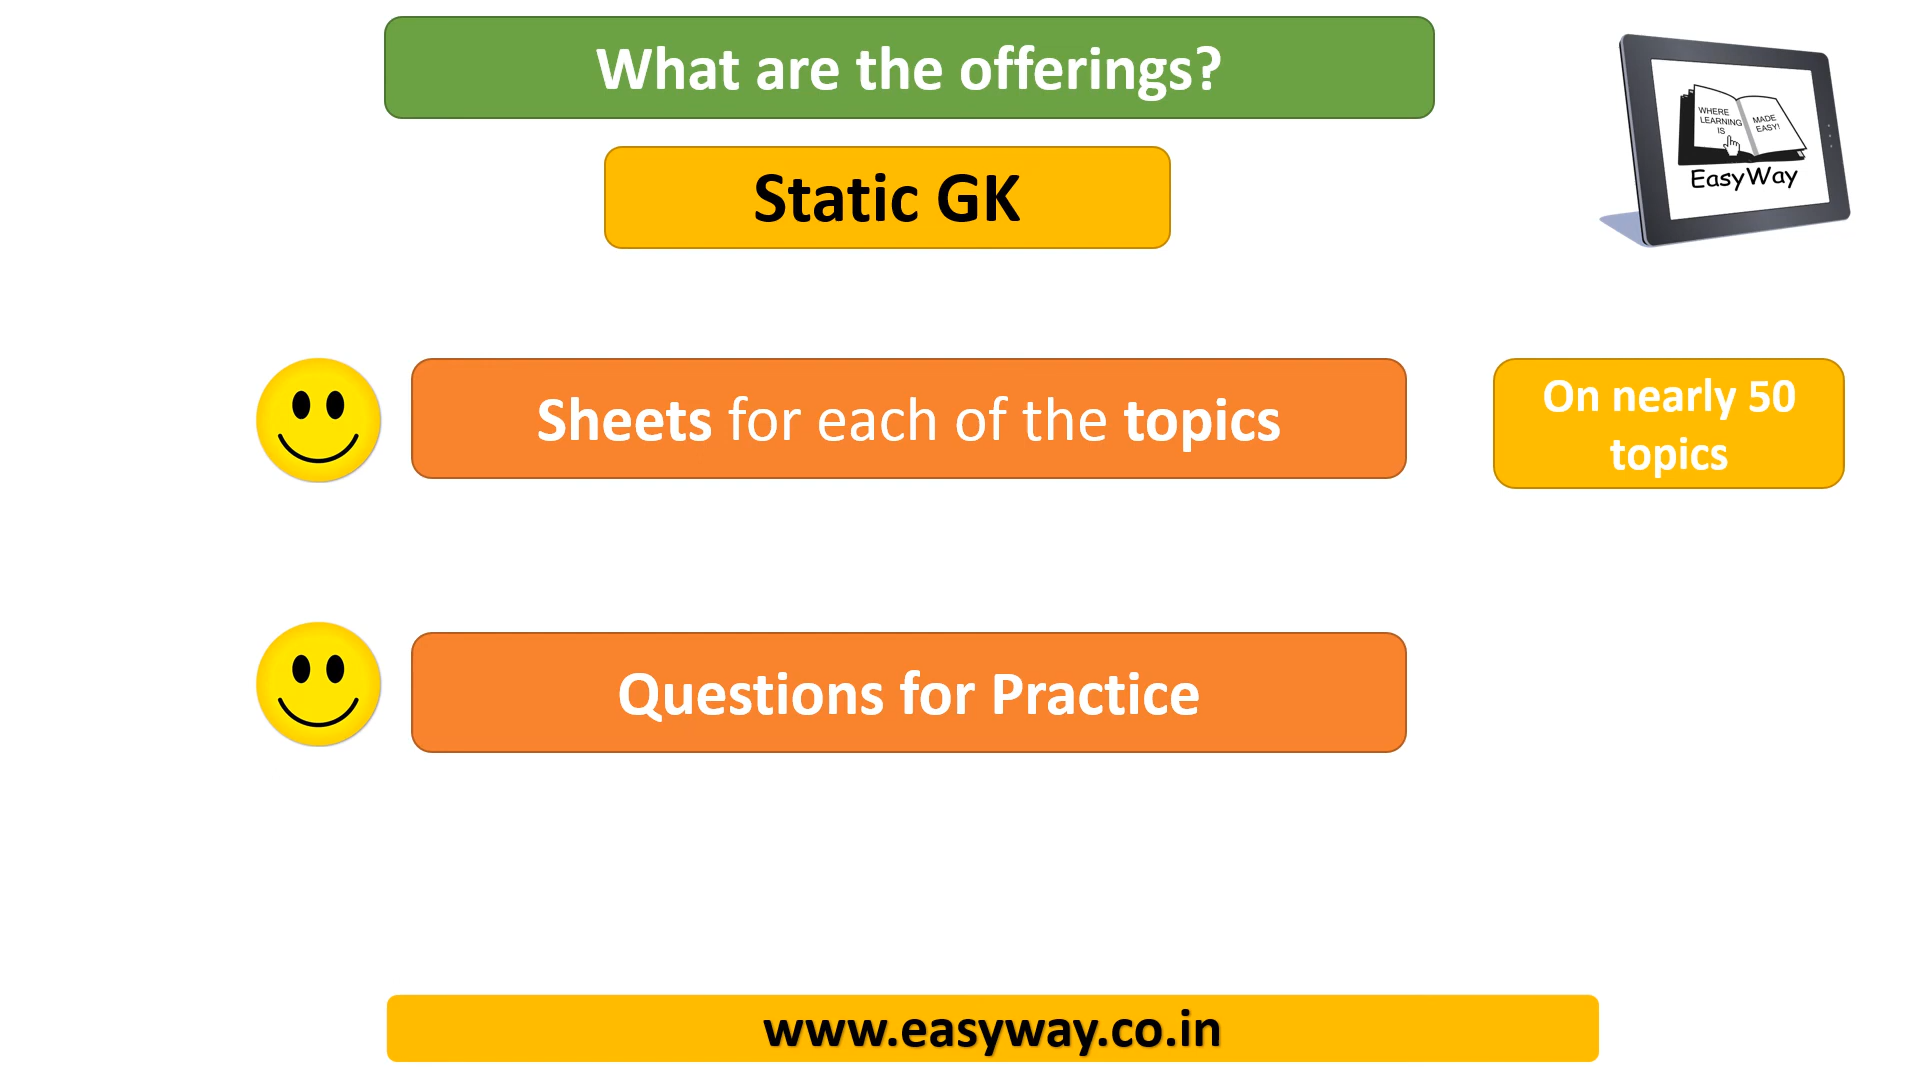 What are the offerings?
Static GK
WHERE
LEARNING
IS
MADE
EASY!
EasyWay
Sheets for each of the topics
On nearly 50
topics
Questions for Practice
www.easyway.co.in